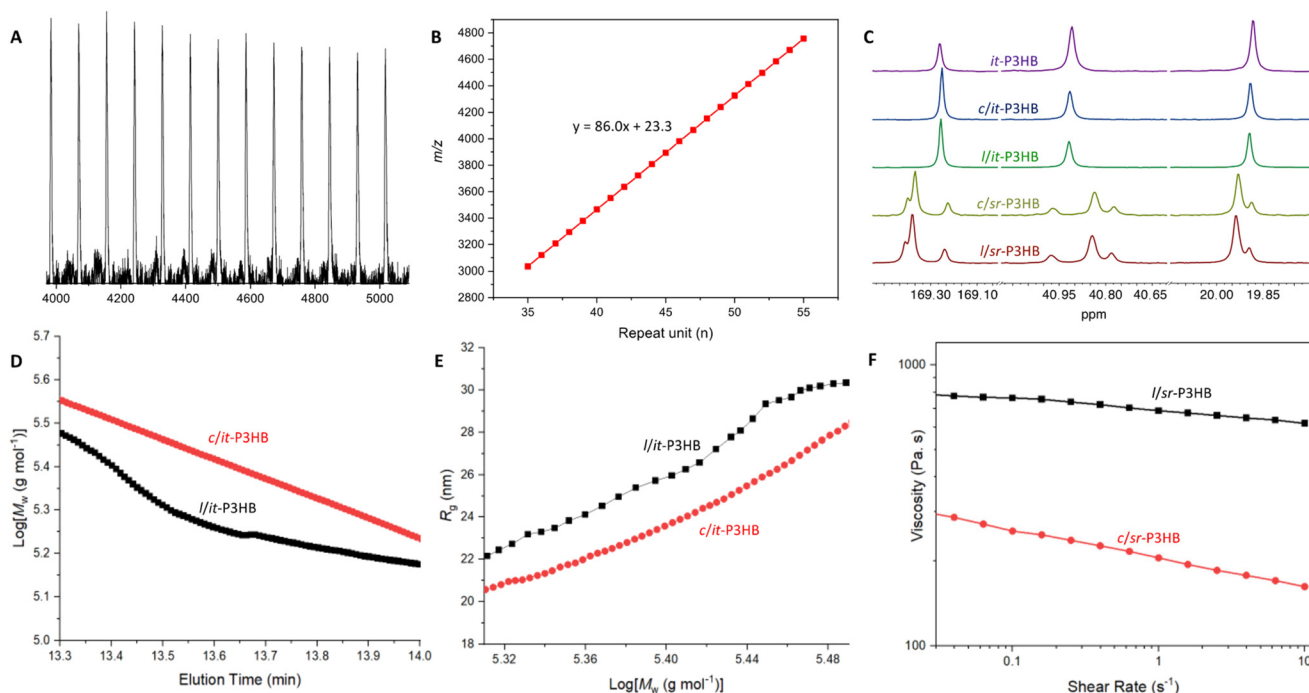 A
4000 4200 4400 4600 4800 5000
B
m/z
4800
4600
4400
4200
4000
3800
3600
3400
3200
3000
2800
y = 86.0x + 23.3
35 40 45 50 55
Repeat unit (n)
C
it-P3HB
c/it-P3HB
l/it-P3HB
c/sr-P3HB
l/sr-P3HB
169.30 169.10 40.95 40.80 40.65 20.00 19.85
ppm
D
Log[Mw (g mol⁻¹)]
5.7
5.6
5.5
5.4
5.3
5.2
5.1
5.0
c/it-P3HB
l/it-P3HB
13.3 13.4 13.5 13.6 13.7 13.8 13.9 14.0
Elution Time (min)
E
Rg (nm)
32
30
28
26
24
22
20
18
l/it-P3HB
c/it-P3HB
5.32 5.36 5.40 5.44 5.48
Log[Mw (g mol⁻¹)]
F
Viscosity (Pa. s)
1000
100
l/sr-P3HB
c/sr-P3HB
0.1 1 10
Shear Rate (s⁻¹)